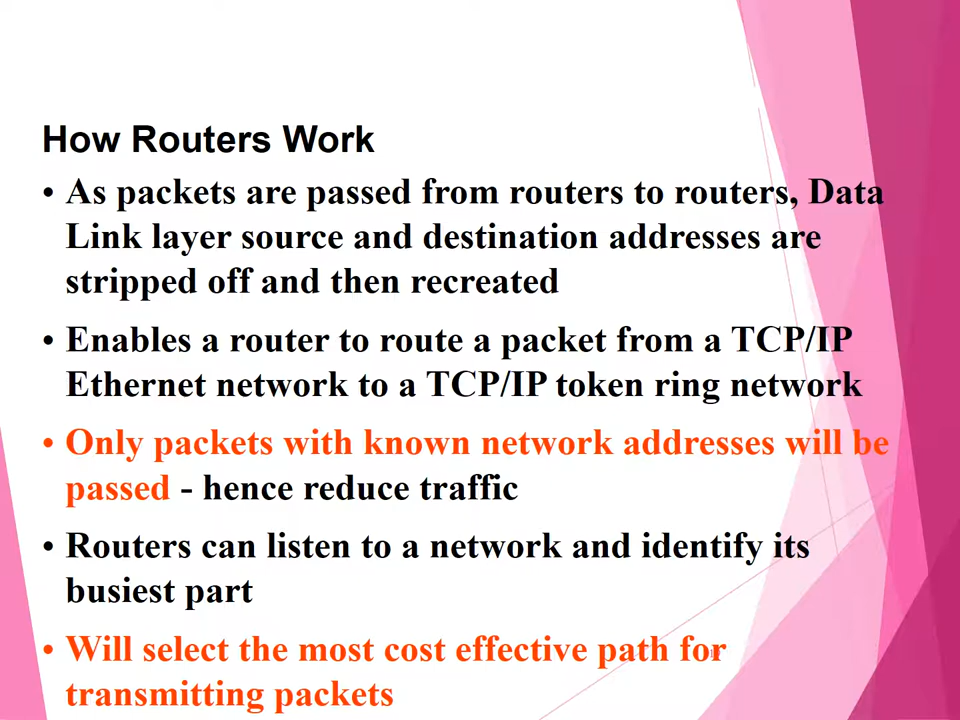 How Routers Work
• As packets are passed from routers to routers, Data
Link layer source and destination addresses are
stripped off and then recreated
• Enables a router to route a packet from a TCP/IP
Ethernet network to a TCP/IP token ring network
• Only packets with known network addresses will be
passed - hence reduce traffic
• Routers can listen to a network and identify its
busiest part
• Will select the most cost effective path for
transmitting packets